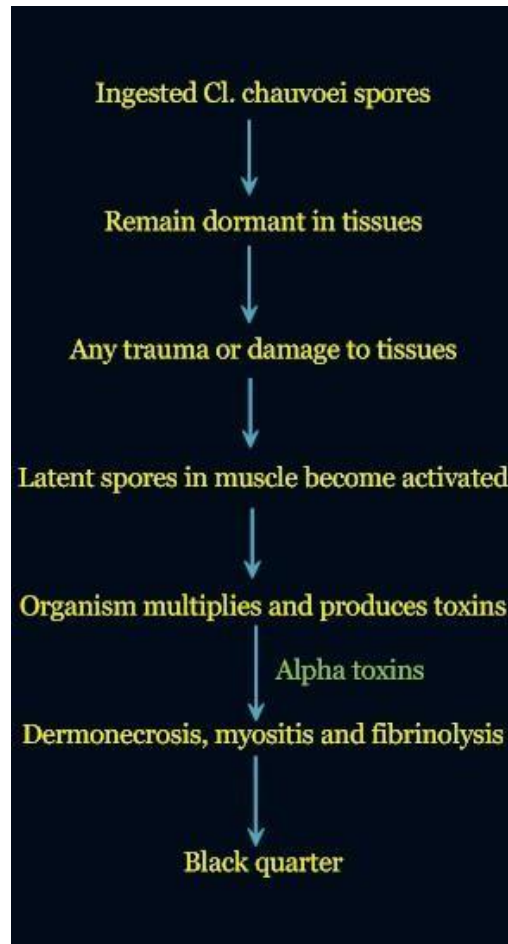 Ingested Cl. chauvoei spores
Remain dormant in tissues
Any trauma or damage to tissues
Latent spores in muscle become activated
Organism multiplies and produces toxins
Alpha toxins
Dermonecrosis, myositis and fibrinolysis
Black quarter